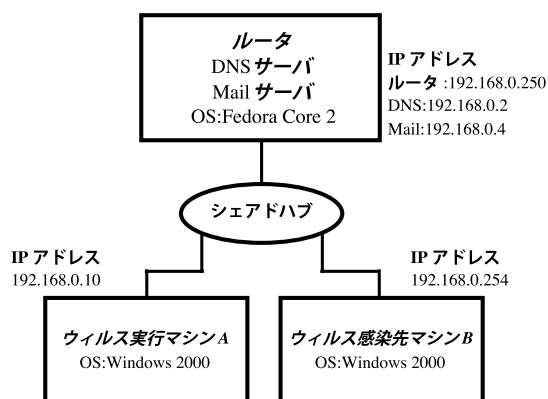 ルータ
DNS サーバ
Mail サーバ
OS:Fedora Core 2
IP アドレス
ルータ :192.168.0.250
DNS:192.168.0.2
Mail:192.168.0.4
シェアドハブ
IP アドレス
192.168.0.10
IP アドレス
192.168.0.254
ウィルス実行マシン A
OS:Windows 2000
ウィルス感染先マシン B
OS:Windows 2000